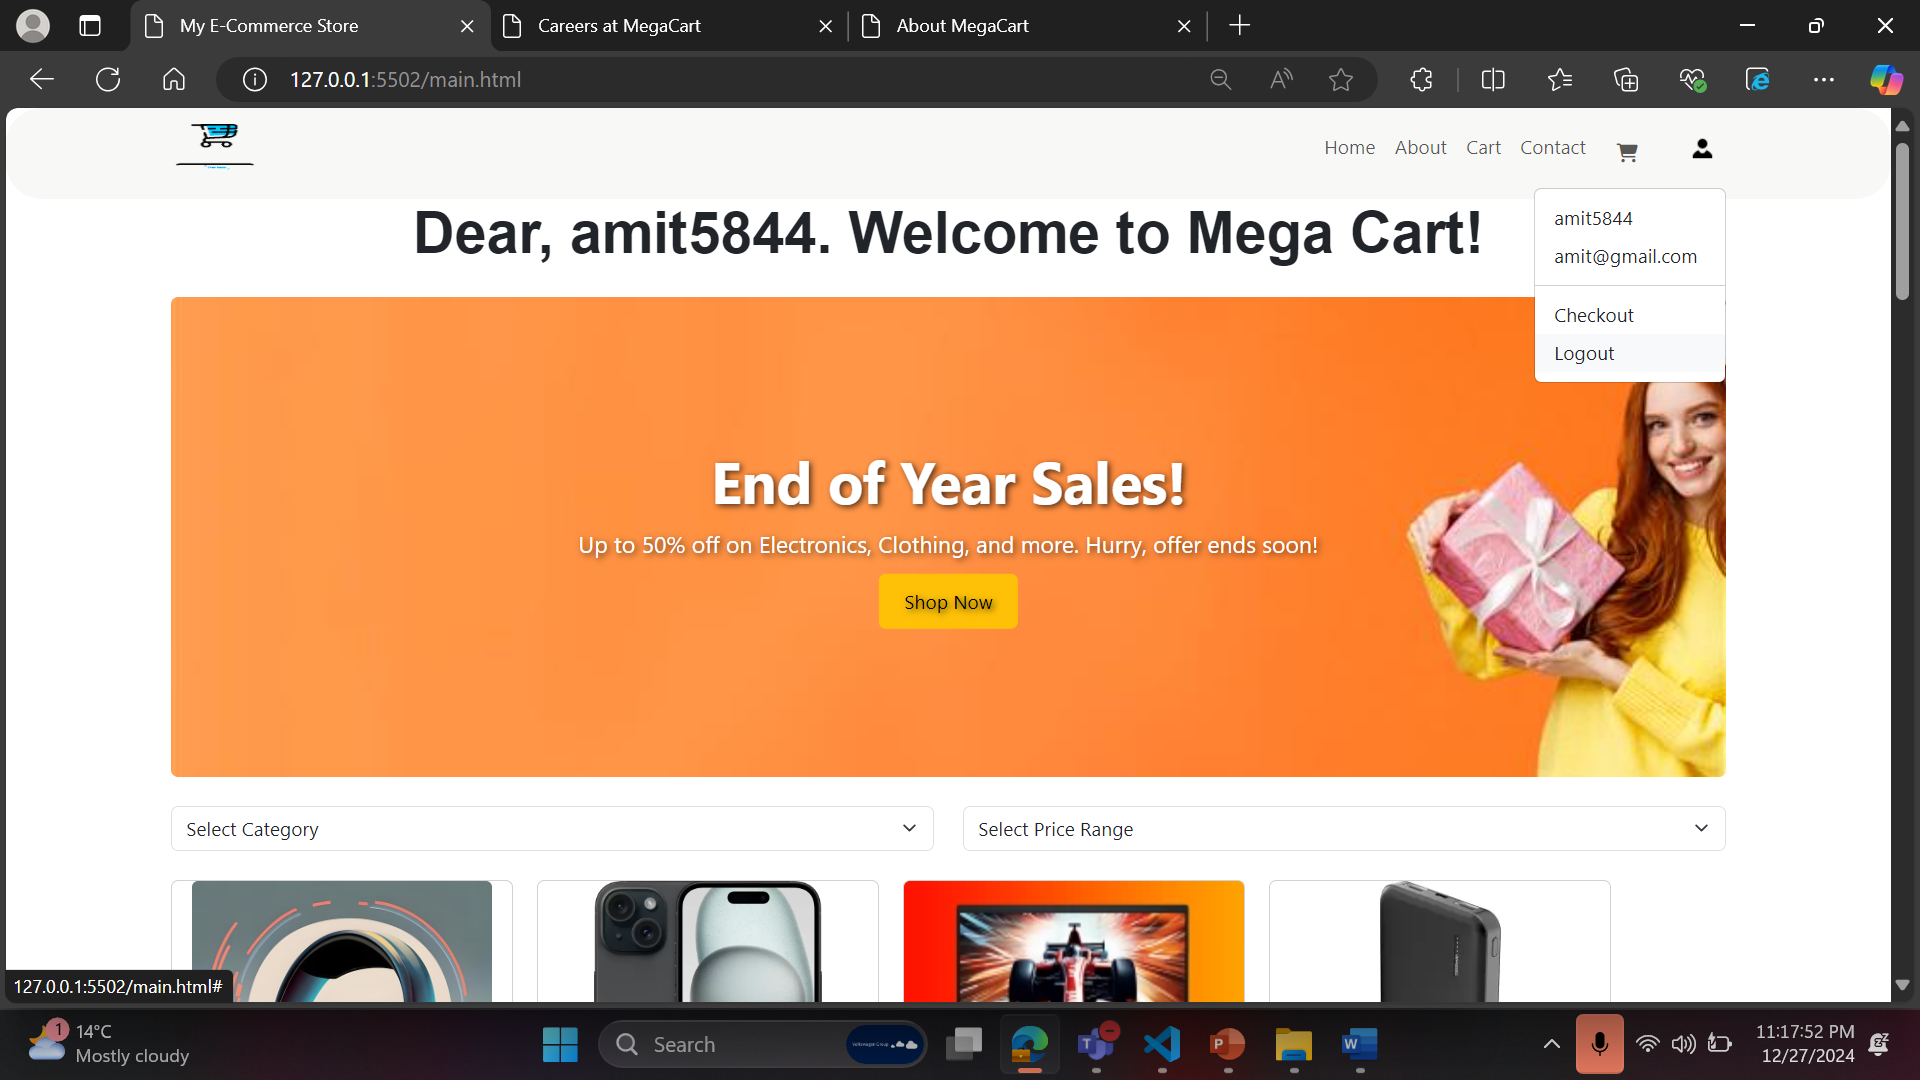 My E-Commerce Store
Careers at MegaCart
About MegaCart
127.0.0.1:5502/main.html
Home About Cart Contact
amit5844
amit@gmail.com
Checkout
Logout
Dear, amit5844. Welcome to Mega Cart!
End of Year Sales!
Up to 50% off on Electronics, Clothing, and more. Hurry, offer ends soon!
Shop Now
Select Category
Select Price Range
127.0.0.1:5502/main.html#
1
14°C
Mostly cloudy
Search
11:17:52 PM
12/27/2024